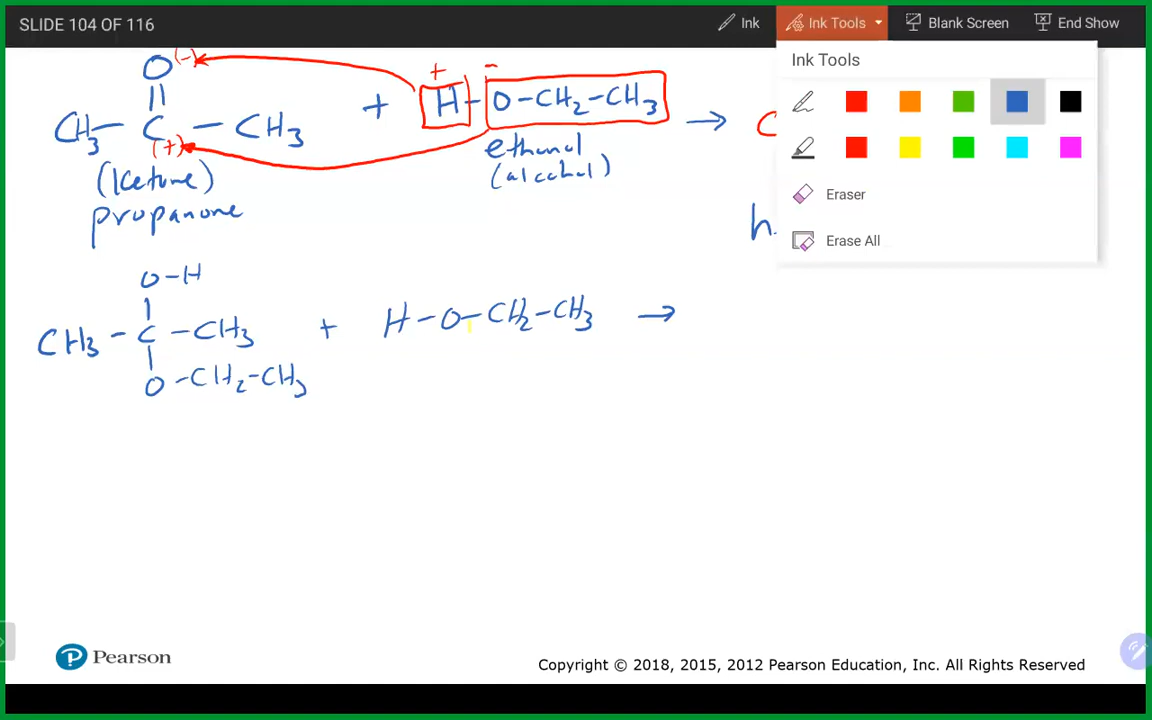 SLIDE 104 OF 116
Ink
Ink Tools
Blank Screen
End Show
Ink Tools
Eraser
Erase All
O (-)
||
CH3 - C - CH3 + H - O - CH2 - CH3 →
(+)
+ -
(Ketone)
propanone
ethanol
(alcohol)
h
O-H
|
CH3 - C - CH3 + H - O - CH2 - CH3 →
|
O - CH2 - CH3
P Pearson
Copyright © 2018, 2015, 2012 Pearson Education, Inc. All Rights Reserved